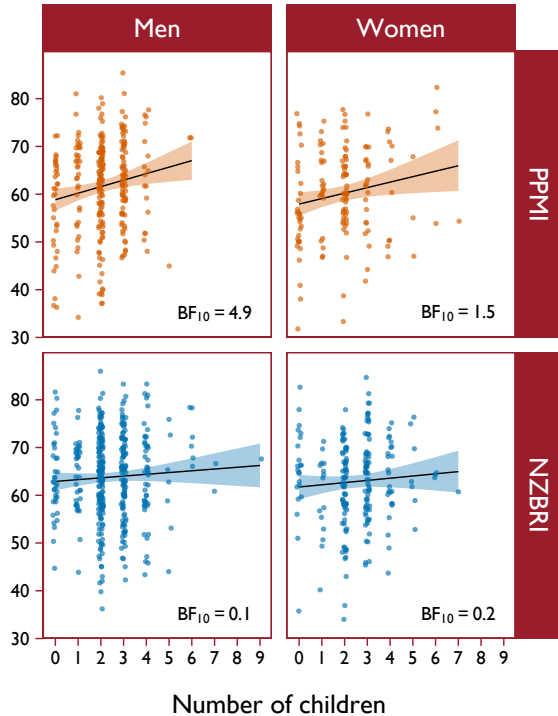 Men Women
80
70
60
50
40
30
BF10 = 4.9
BF10 = 1.5
PPMI
80
70
60
50
40
30
BF10 = 0.1
BF10 = 0.2
NZBRI
0 1 2 3 4 5 6 7 8 9
0 1 2 3 4 5 6 7 8 9
Number of children